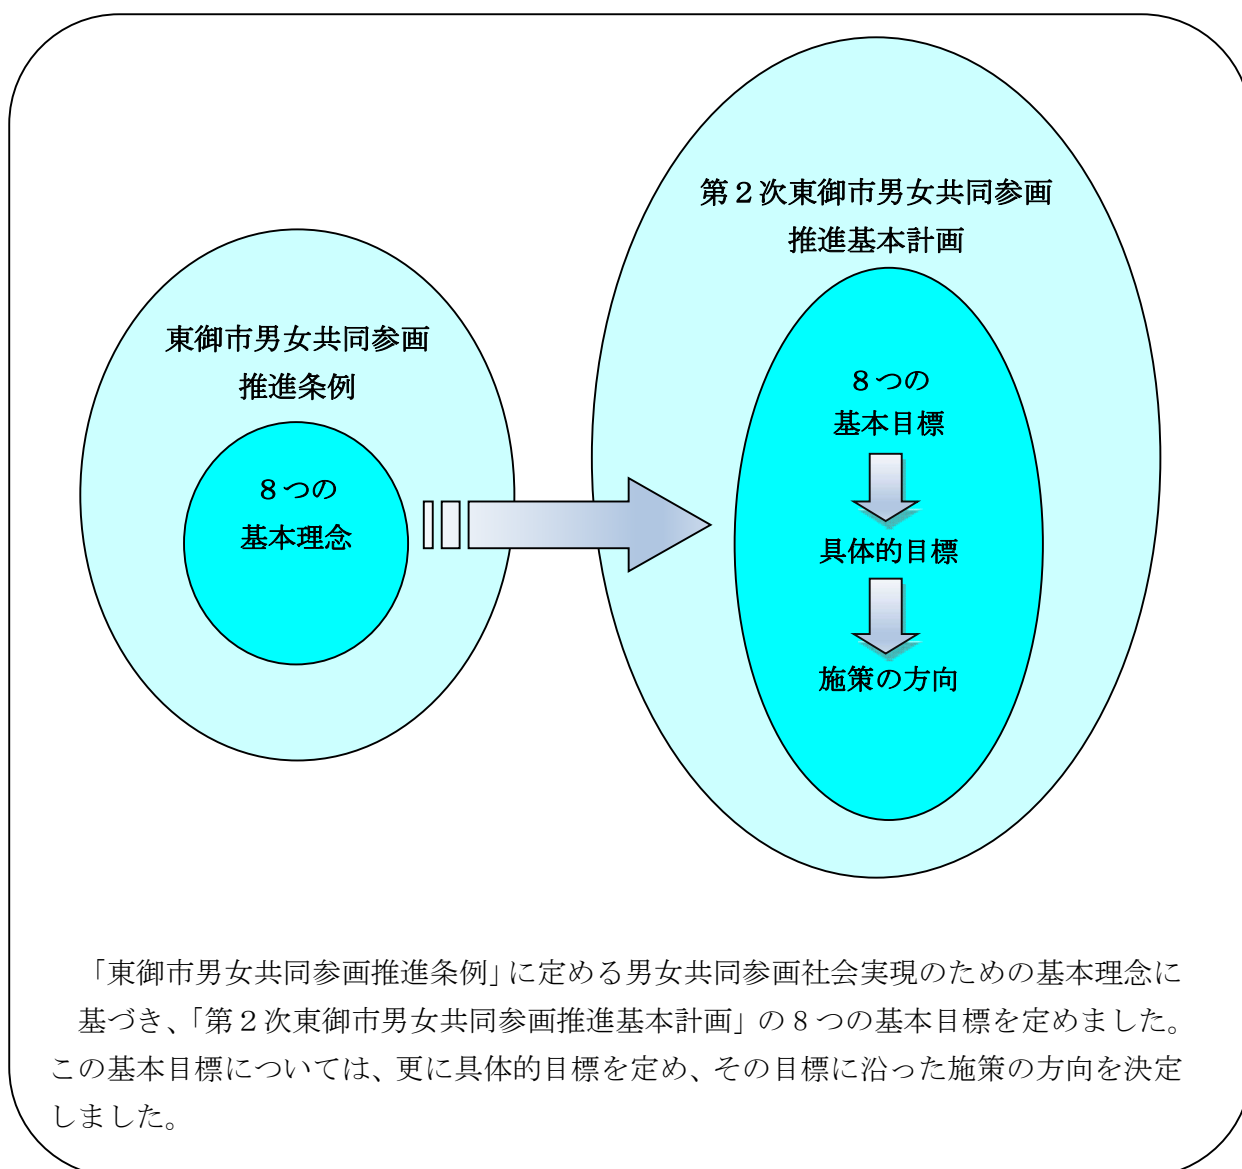 東御市男女共同参画
推進条例
８つの
基本理念
第２次東御市男女共同参画
推進基本計画
８つの
基本目標
具体的目標
施策の方向
「東御市男女共同参画推進条例」に定める男女共同参画社会実現のための基本理念に
基づき、「第２次東御市男女共同参画推進基本計画」の８つの基本目標を定めました。
この基本目標については、更に具体的目標を定め、その目標に沿った施策の方向を決定
しました。